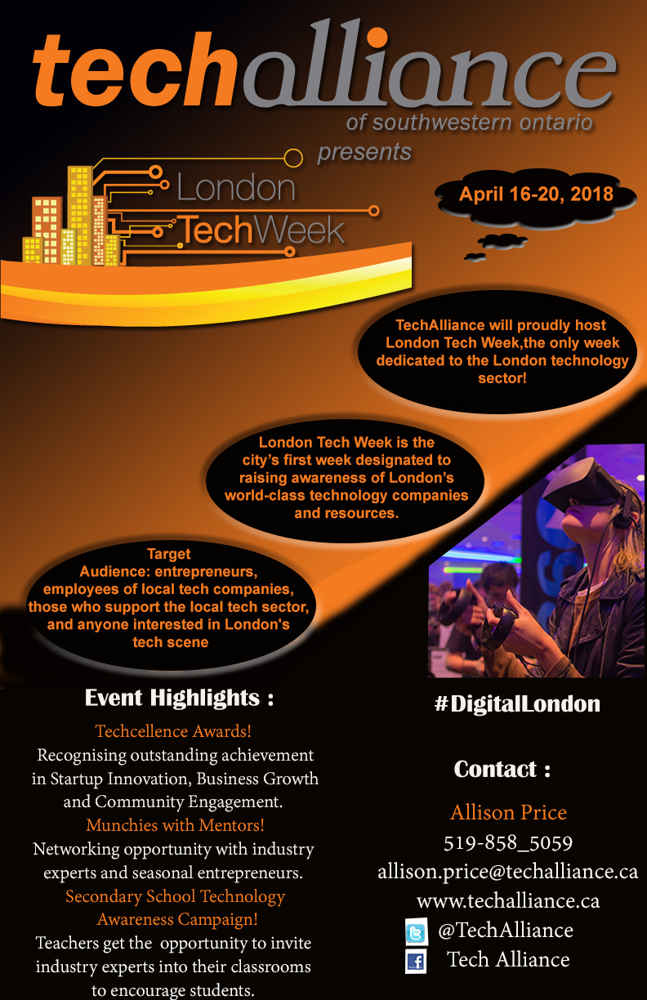 techalliance
of southwestern ontario
presents
London
TechWeek
April 16-20, 2018
TechAlliance will proudly host
London Tech Week,the only week
dedicated to the London technology
sector!
London Tech Week is the
city’s first week designated to
raising awareness of London’s
world-class technology companies
and resources.
Target
Audience: entrepreneurs,
employees of local tech companies,
those who support the local tech sector,
and anyone interested in London's
tech scene
Event Highlights :
Techcellence Awards!
Recognising outstanding achievement
in Startup Innovation, Business Growth
and Community Engagement.
Munchies with Mentors!
Networking opportunity with industry
experts and seasonal entrepreneurs.
Secondary School Technology
Awareness Campaign!
Teachers get the opportunity to invite
industry experts into their classrooms
to encourage students.
#DigitalLondon
Contact :
Allison Price
519-858_5059
allison.price@techalliance.ca
www.techalliance.ca
@TechAlliance
Tech Alliance